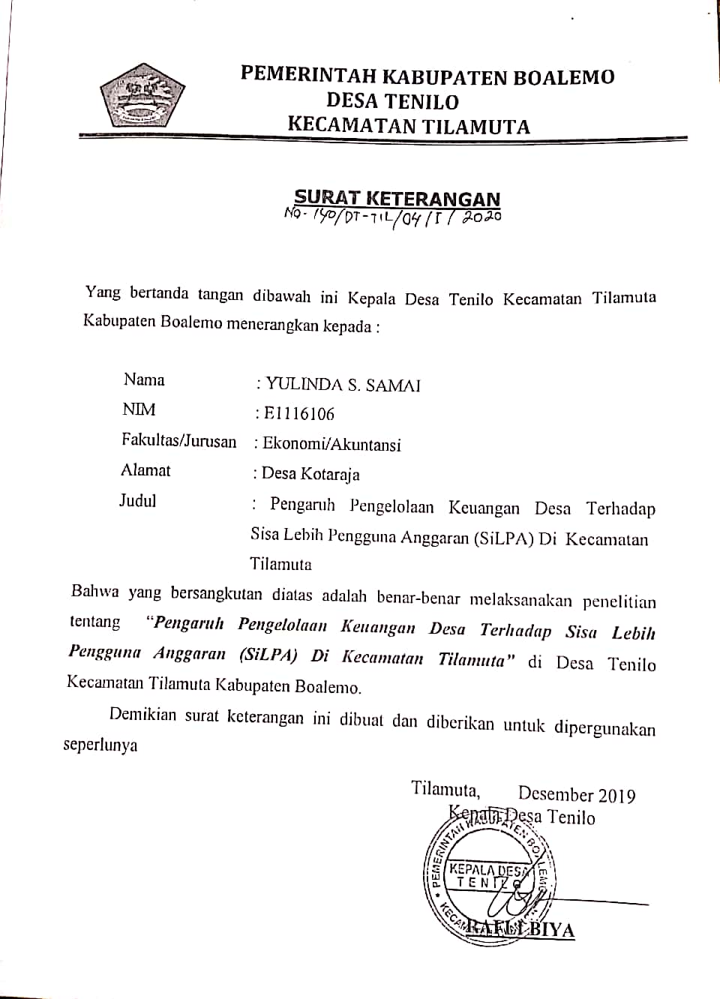 PEMERINTAH KABUPATEN BOALEMO
DESA TENILO
KECAMATAN TILAMUTA
SURAT KETERANGAN
NO. 140/DT-TIL/04/I/2020
Yang bertanda tangan dibawah ini Kepala Desa Tenilo Kecamatan Tilamuta
Kabupaten Boalemo menerangkan kepada :
Nama : YULINDA S. SAMAI
NIM : E1116106
Fakultas/Jurusan : Ekonomi/Akuntansi
Alamat : Desa Kotaraja
Judul : Pengaruh Pengelolaan Keuangan Desa Terhadap
Sisa Lebih Pengguna Anggaran (SiLPA) Di Kecamatan
Tilamuta
Bahwa yang bersangkutan diatas adalah benar-benar melaksanakan penelitian
tentang "Pengaruh Pengelolaan Keuangan Desa Terhadap Sisa Lebih
Pengguna Anggaran (SiLPA) Di Kecamatan Tilamuta" di Desa Tenilo
Kecamatan Tilamuta Kabupaten Boalemo.
Demikian surat keterangan ini dibuat dan diberikan untuk dipergunakan
seperlunya
Tilamuta, Desember 2019
Kepala Desa Tenilo
PEMERINTAH KABUPATEN BOALEMO
KEPALA DESA
TENILO
BIYA